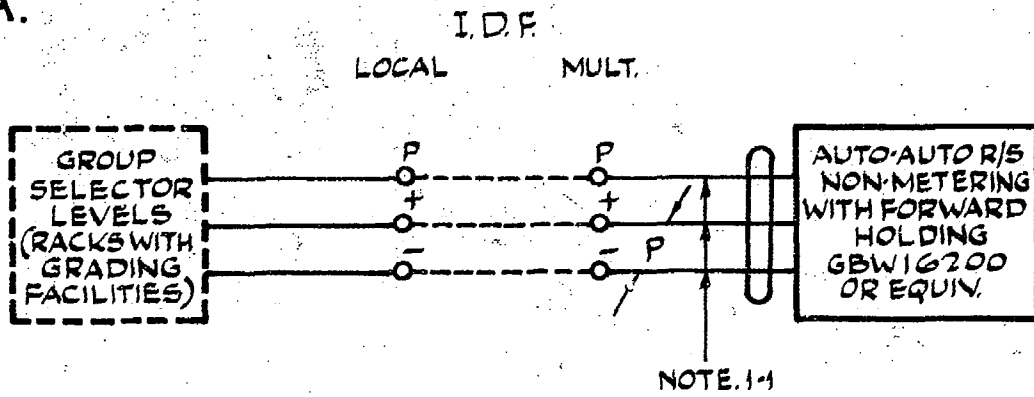 A.
I.D.F.
LOCAL MULT.
GROUP
SELECTOR
LEVELS
(RACKS WITH
GRADING
FACILITIES)
P P
+ +
- - P
AUTO-AUTO R/S
NON-METERING
WITH FORWARD
HOLDING
GBW16200
OR EQUIV.
NOTE.1-1